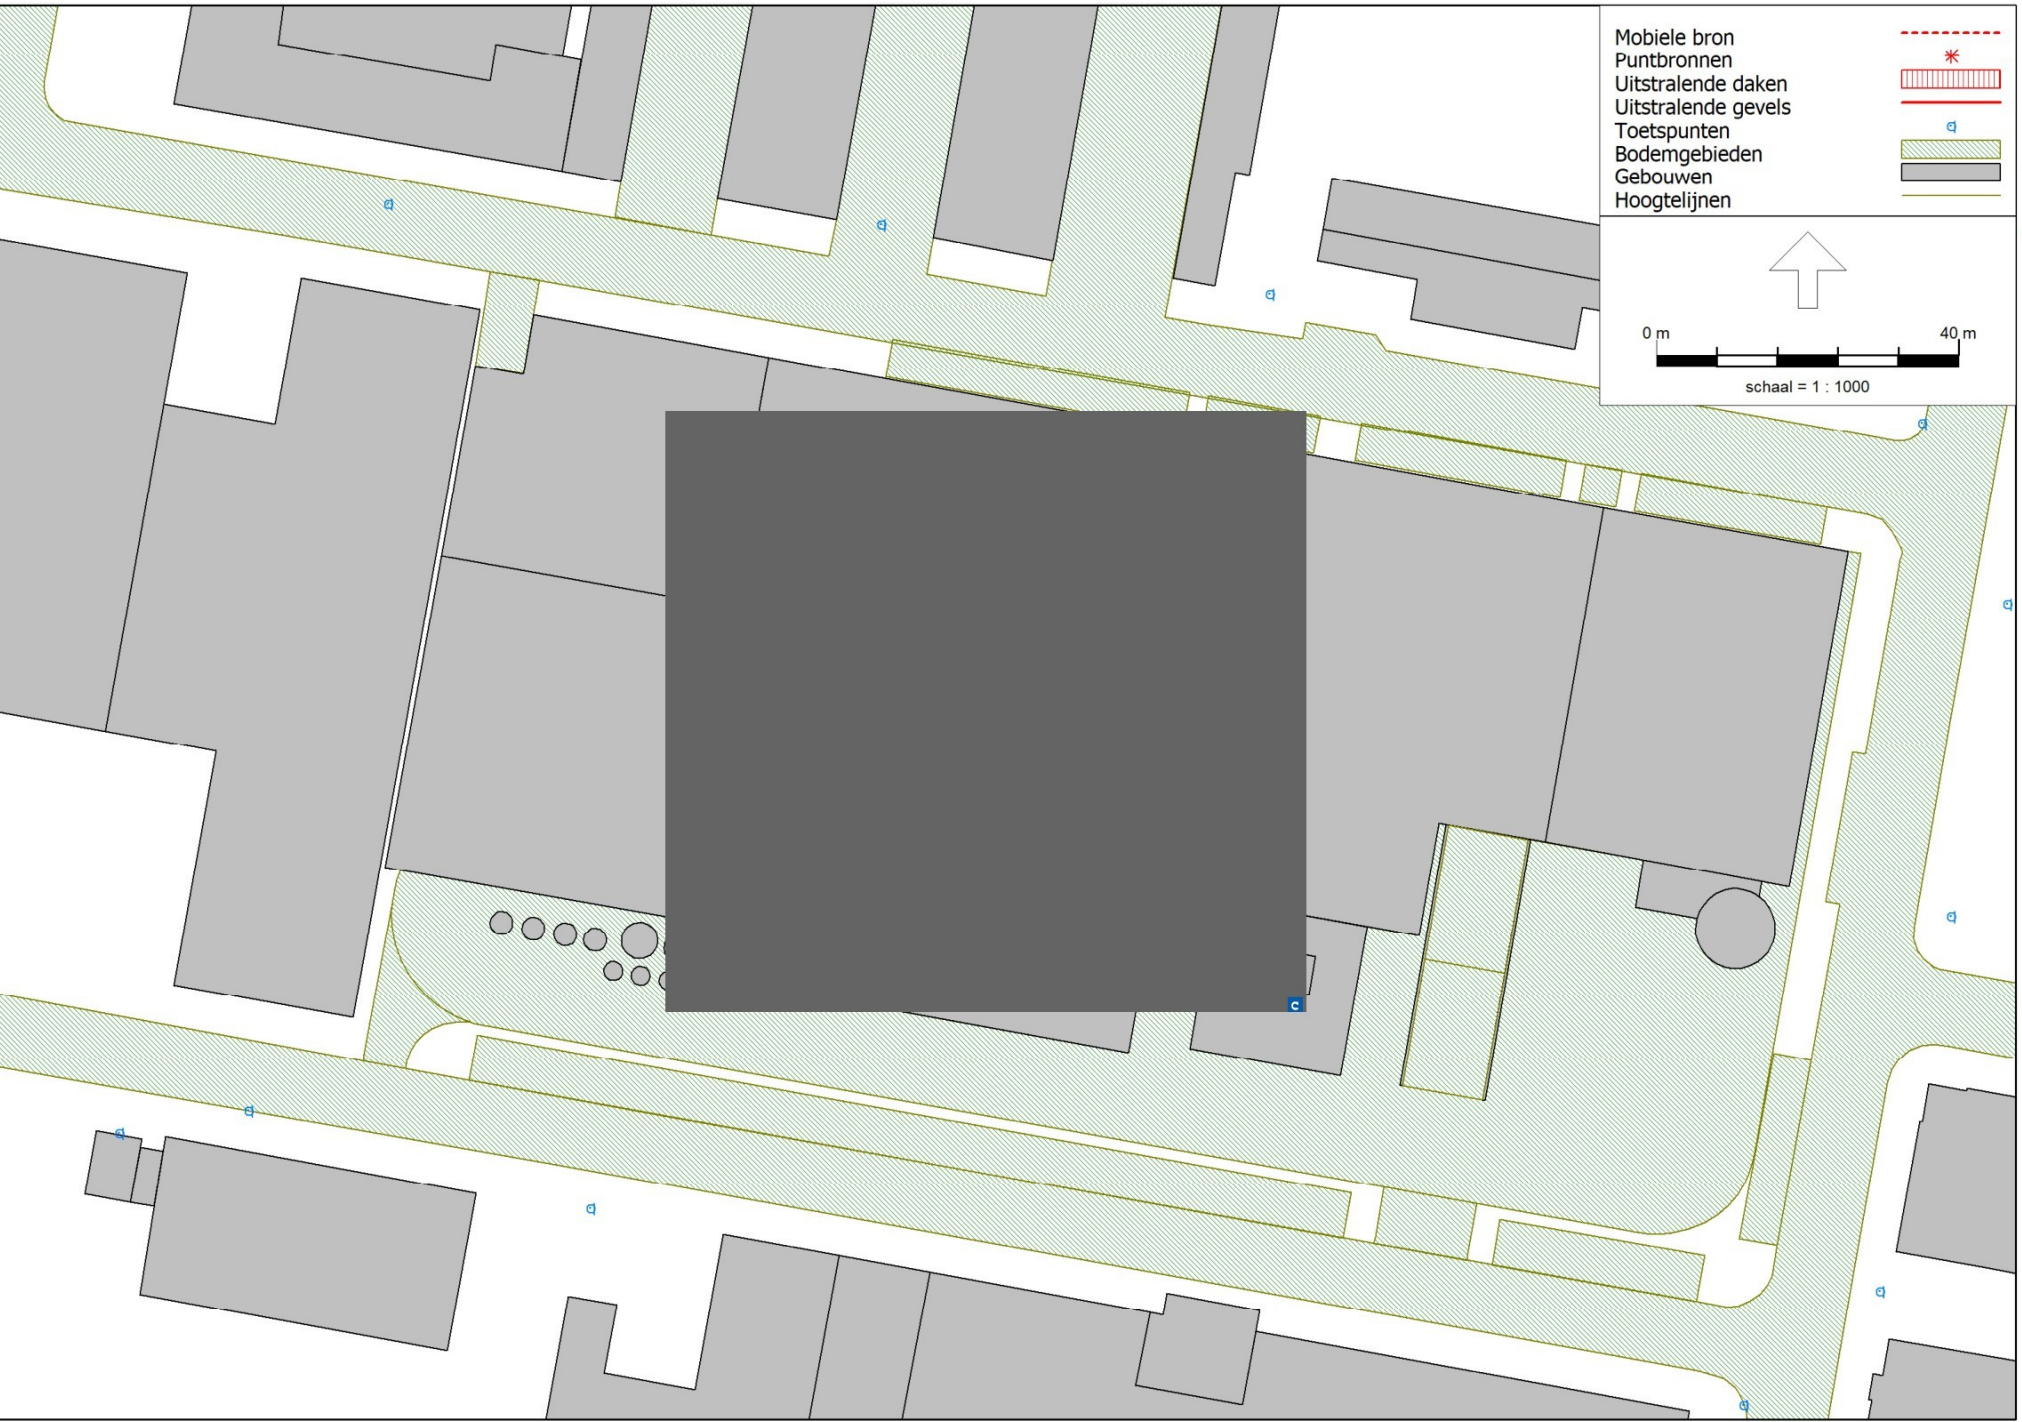 Mobiele bron
Puntbronnen
Uitstralende daken
Uitstralende gevels
Toetspunten
Bodemgebieden
Gebouwen
Hoogtelijnen
0 m 40 m
schaal = 1 : 1000
c